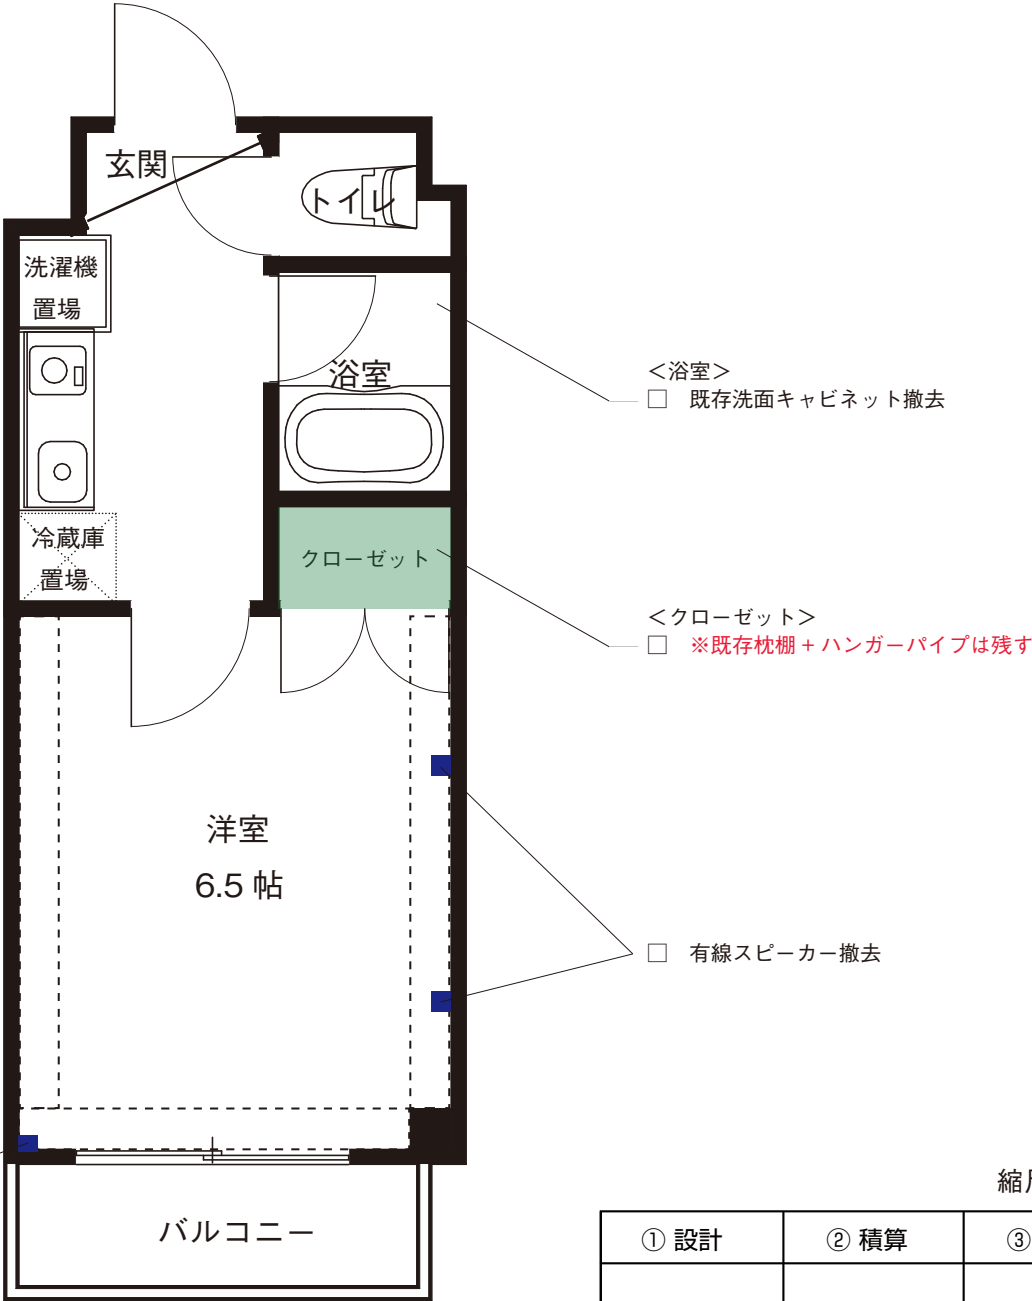 玄関
トイレ
洗濯機
置場
浴室
<浴室>
□ 既存洗面キャビネット撤去
冷蔵庫
置場
クローゼット
<クローゼット>
□ ※既存枕棚+ハンガーパイプは残す
洋室
6.5 帖
□ 有線スピーカー撤去
バルコニー
縮
① 設計
② 積算
③